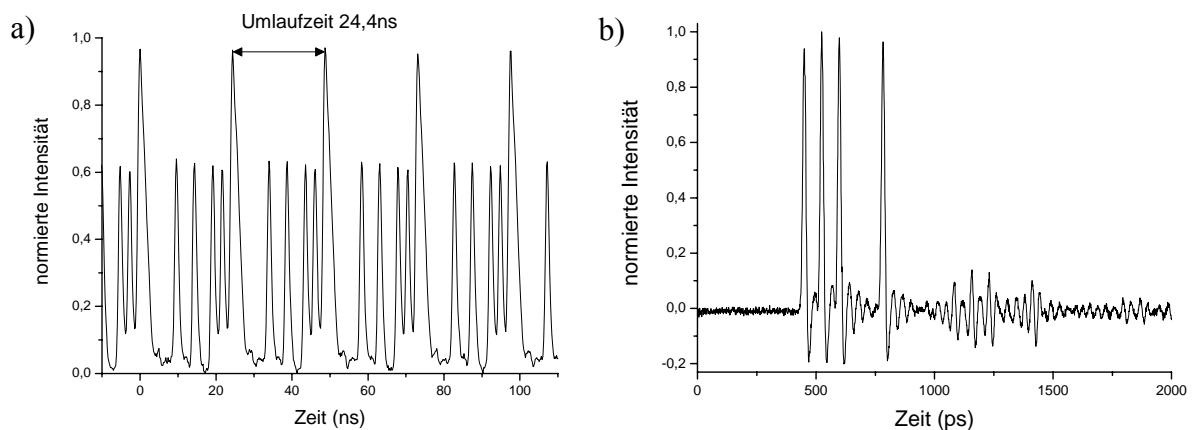 a)
Umlaufzeit 24,4ns
normierte Intensität
1,0
0,8
0,6
0,4
0,2
0,0
0 20 40 60 80 100
Zeit (ns)
b)
normierte Intensität
1,0
0,8
0,6
0,4
0,2
0,0
-0,2
0 500 1000 1500 2000
Zeit (ps)